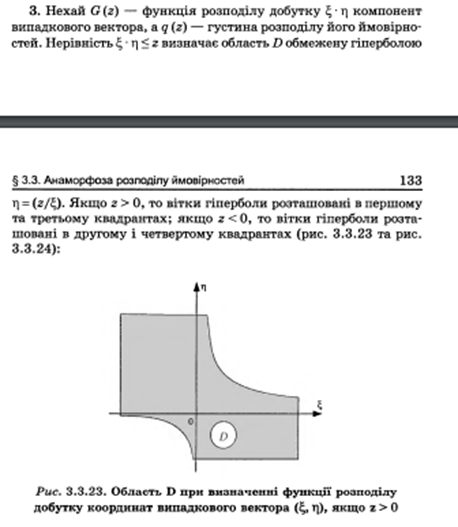 3. Нехай G (z) — функція розподілу добутку ξ · η компонент
випадкового вектора, а q (z) — густина розподілу його ймовірно-
стей. Нерівність ξ · η ≤ z визначає область D обмежену гіперболою
§ 3.3. Анаморфоза розподілу ймовірностей 133
η = (z/ξ). Якщо z > 0, то вітки гіперболи розташовані в першому
та третьому квадрантах; якщо z < 0, то вітки гіперболи розта-
шовані в другому і четвертому квадрантах (рис. 3.3.23 та рис.
3.3.24):
η
ξ
0
D
Рис. 3.3.23. Область D при визначенні функції розподілу
добутку координат випадкового вектора (ξ, η), якщо z > 0